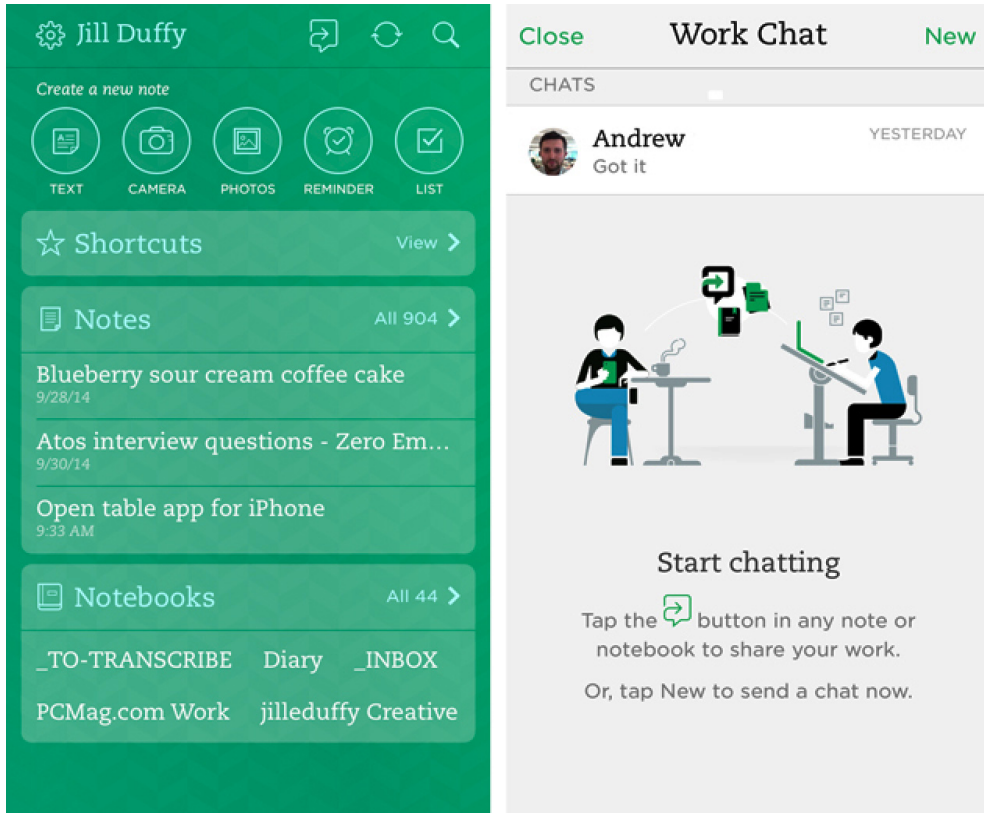 Jill Duffy
Create a new note
TEXT
CAMERA
PHOTOS
REMINDER
LIST
Shortcuts
View
Notes
All 904
Blueberry sour cream coffee cake
9/28/14
Atos interview questions - Zero Em...
9/30/14
Open table app for iPhone
9:33 AM
Notebooks
All 44
_TO-TRANSCRIBE Diary _INBOX
PCMag.com Work jilleduffy Creative
Close
Work Chat
New
CHATS
Andrew
YESTERDAY
Got it
Start chatting
Tap the button in any note or
notebook to share your work.
Or, tap New to send a chat now.